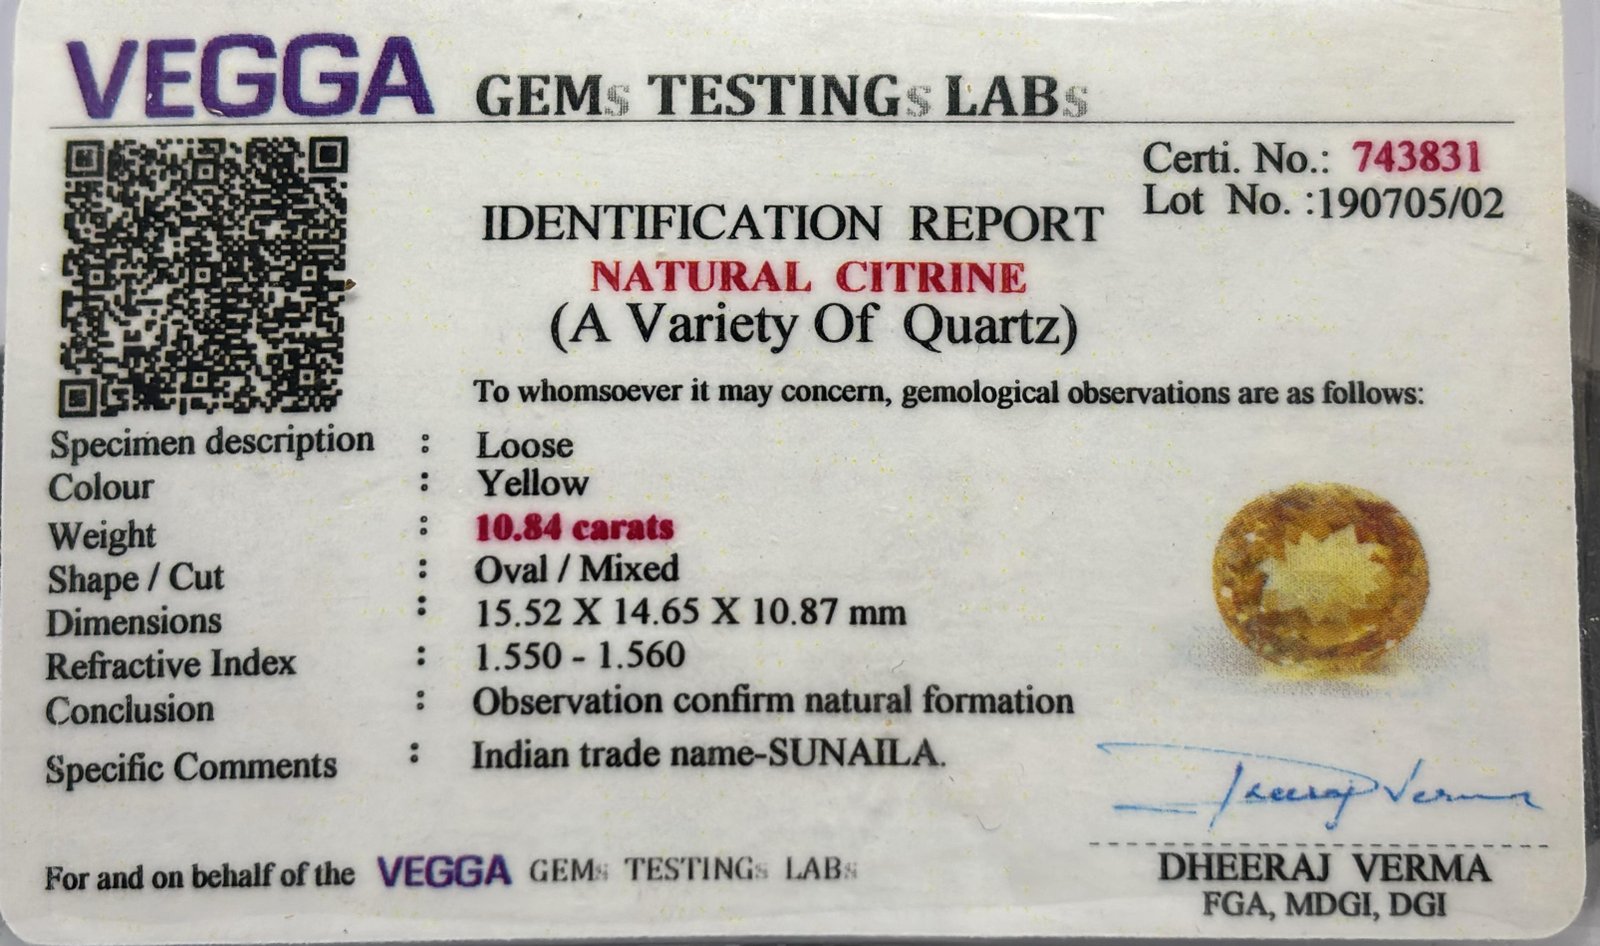 VEGGA GEMs TESTINGs LABs
Certi. No.: 743831
Lot No. :190705/02
IDENTIFICATION REPORT
NATURAL CITRINE
(A Variety Of Quartz)
To whomsoever it may concern, gemological observations are as follows:
Specimen description : Loose
Colour : Yellow
Weight : 10.84 carats
Shape / Cut : Oval / Mixed
Dimensions : 15.52 X 14.65 X 10.87 mm
Refractive Index : 1.550 - 1.560
Conclusion : Observation confirm natural formation
Specific Comments : Indian trade name-SUNAILA.
Dheeraj Verma
For and on behalf of the VEGGA GEMs TESTINGs LABs
DHEERAJ VERMA
FGA, MDGI, DGI